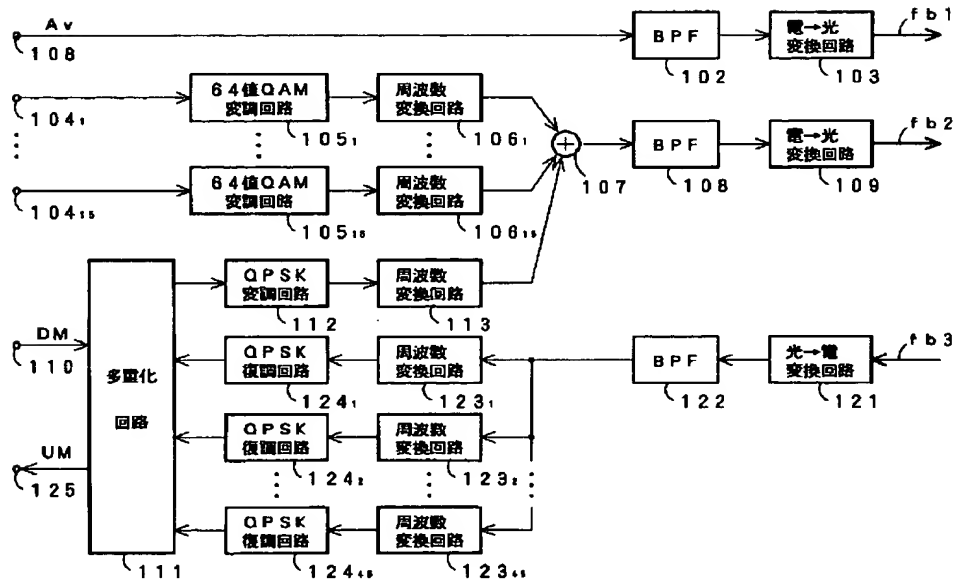 Av
108
BPF
102
電→光
変換回路
103
fb1
104₁
64値QAM
変調回路
105₁
周波数
変換回路
106₁
⋮
⋮
⋮
104₁₅
64値QAM
変調回路
周波数
変換回路
106₁₅
+
107
BPF
108
電→光
変換回路
109
fb2
QPSK
変調回路
112
周波数
変換回路
113
DM
110
多重化
回路
111
UM
125
QPSK
復調回路
124₁
周波数
変換回路
123₁
BPF
122
光→電
変換回路
121
fb3
QPSK
復調回路
124₂
周波数
変換回路
123₂
⋮
⋮
⋮
QPSK
復調回路
周波数
変換回路